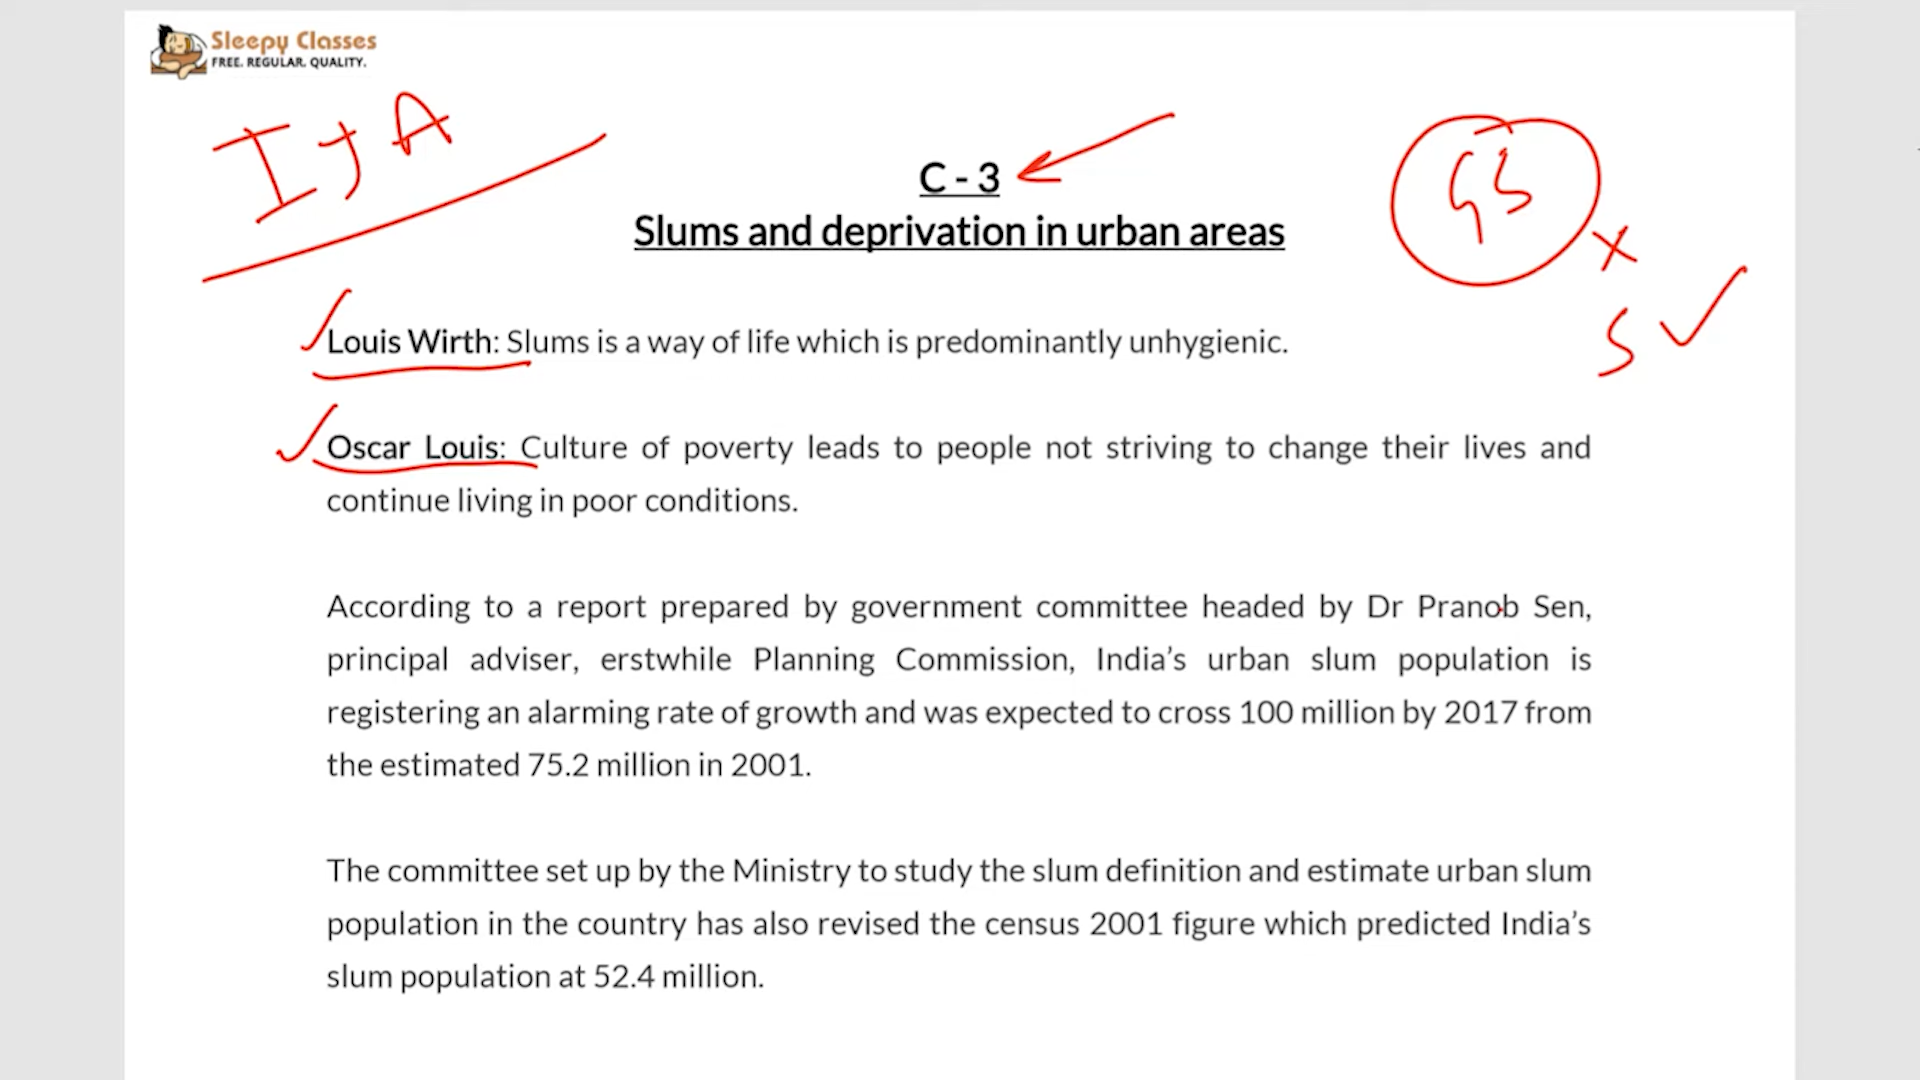 Sleepy Classes
FREE. REGULAR. QUALITY.
I J A
GS
C - 3
Slums and deprivation in urban areas
+
S
Louis Wirth: Slums is a way of life which is predominantly unhygienic.
Oscar Louis: Culture of poverty leads to people not striving to change their lives and
continue living in poor conditions.
According to a report prepared by government committee headed by Dr Pranob Sen,
principal adviser, erstwhile Planning Commission, India's urban slum population is
registering an alarming rate of growth and was expected to cross 100 million by 2017 from
the estimated 75.2 million in 2001.
The committee set up by the Ministry to study the slum definition and estimate urban slum
population in the country has also revised the census 2001 figure which predicted India's
slum population at 52.4 million.